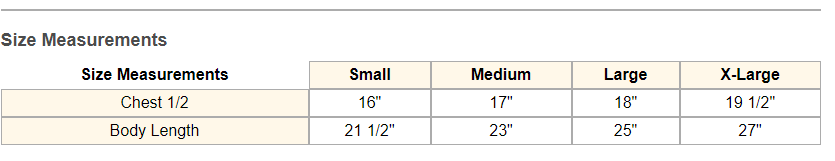 Size Measurements
Size Measurements Small Medium Large X-Large
Chest 1/2 16" 17" 18" 19 1/2"
Body Length 21 1/2" 23" 25" 27"